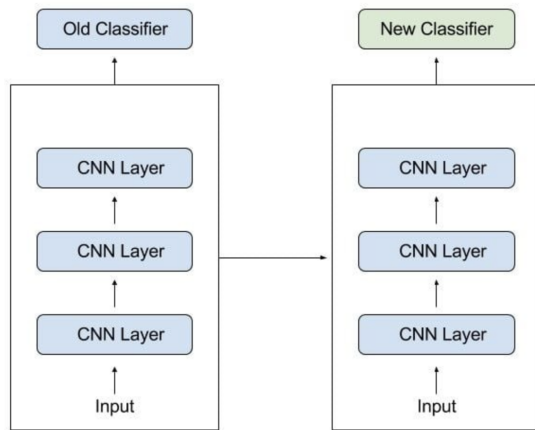 Old Classifier
CNN Layer
CNN Layer
CNN Layer
Input
New Classifier
CNN Layer
CNN Layer
CNN Layer
Input